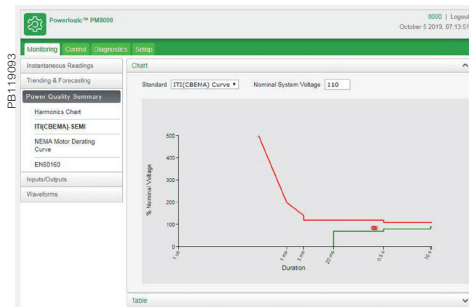 Powerlogic™ PM8000
0000 | Logout
October 5 2019, 07:13:51
Monitoring Control Diagnostics Setup
PB119093
Instantaneous Readings
Trending & Forecasting
Power Quality Summary
Harmonics Chart
ITI(CBEMA)-SEMI
NEMA Motor Derating
Curve
EN50160
Inputs/Outputs
Waveforms
Chart
Standard ITI(CBEMA) Curve Nominal System Voltage 110
% Nominal Voltage
500
400
300
200
100
0
1 us
1 ms
3 ms
20 ms
0.5 s
10 s
Duration
Table